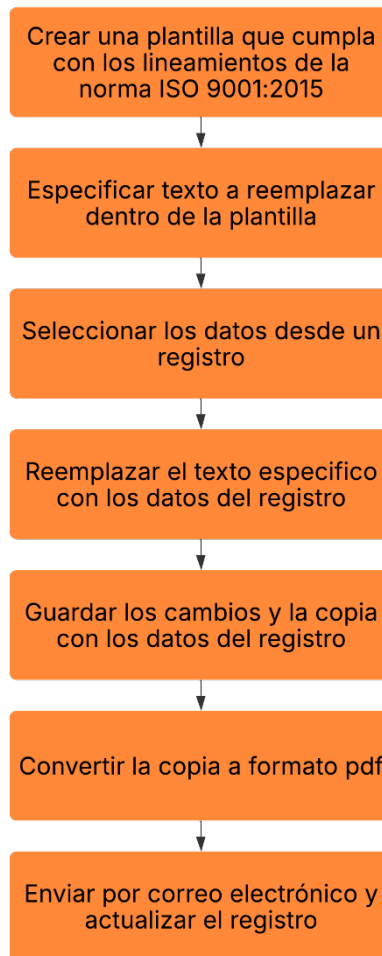 Crear una plantilla que cumpla
con los lineamientos de la
norma ISO 9001:2015
Especificar texto a reemplazar
dentro de la plantilla
Seleccionar los datos desde un
registro
Reemplazar el texto especifico
con los datos del registro
Guardar los cambios y la copia
con los datos del registro
Convertir la copia a formato pdf
Enviar por correo electrónico y
actualizar el registro